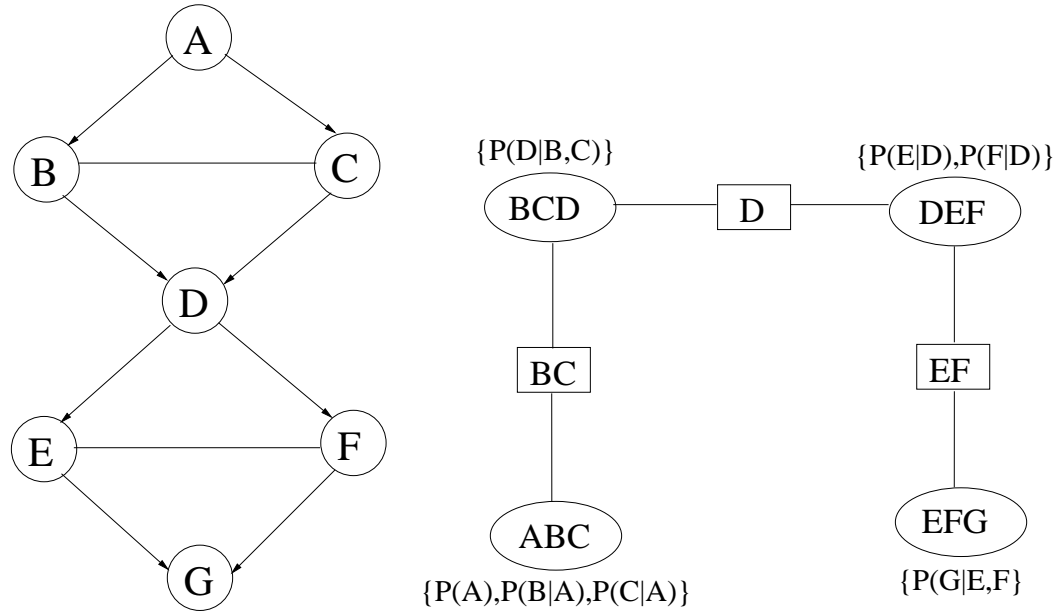 A
B
C
D
E
F
G
{P(D|B,C)}
{P(E|D),P(F|D)}
BCD
D
DEF
BC
EF
ABC
EFG
{P(A),P(B|A),P(C|A)}
{P(G|E,F}